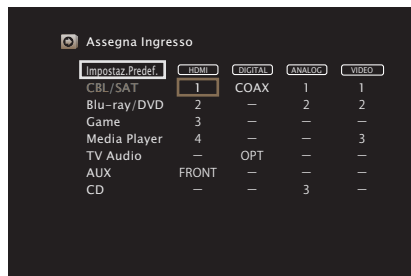 Assegna Ingresso
Impostaz.Predef. HDMI DIGITAL ANALOG VIDEO
CBL/SAT 1 COAX 1 1
Blu-ray/DVD 2 — 2 2
Game 3 — — —
Media Player 4 — — 3
TV Audio — OPT — —
AUX FRONT — — —
CD — — 3 —